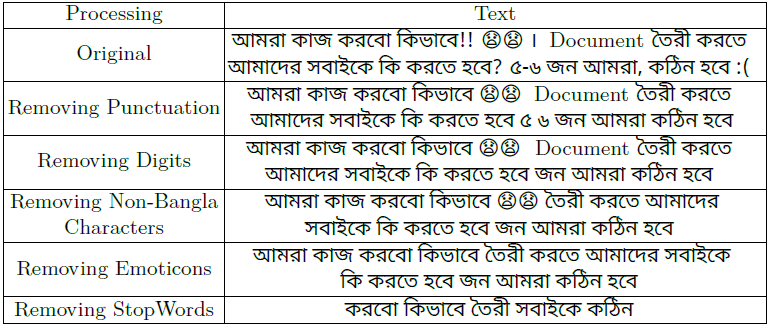 Processing Text
Original
আমরা কাজ করবো কিভাবে!! 😫😫 । Document তৈরী করতে
আমাদের সবাইকে কি করতে হবে? ৫-৬ জন আমরা, কঠিন হবে :(
Removing Punctuation
আমরা কাজ করবো কিভাবে 😫😫 Document তৈরী করতে
আমাদের সবাইকে কি করতে হবে ৫ ৬ জন আমরা কঠিন হবে
Removing Digits
আমরা কাজ করবো কিভাবে 😫😫 Document তৈরী করতে
আমাদের সবাইকে কি করতে হবে জন আমরা কঠিন হবে
Removing Non-Bangla
Characters
আমরা কাজ করবো কিভাবে 😫😫 তৈরী করতে আমাদের
সবাইকে কি করতে হবে জন আমরা কঠিন হবে
Removing Emoticons
আমরা কাজ করবো কিভাবে তৈরী করতে আমাদের সবাইকে
কি করতে হবে জন আমরা কঠিন হবে
Removing StopWords
করবো কিভাবে তৈরী সবাইকে কঠিন